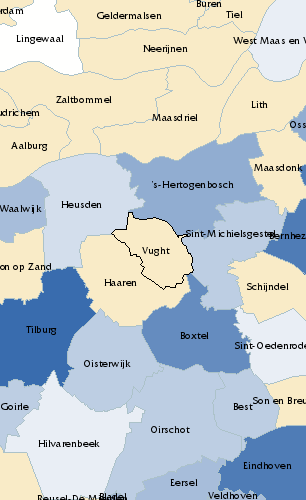 Buren
rdam
Geldermalsen
Tiel
Lingewaal
West Maas en V
Neerijnen
Zaltbommel
Lith
udrichem
Maasdriel
Oss
Aalburg
Maasdonk
's-Hertogenbosch
Heusden
Waalwijk
Sint-Michielsgestel
Bernhez
Vught
on op Zand
Haaren
Schijndel
Tilburg
Boxtel
Sint-Oedenrode
Oisterwijk
Son en Breu
Goirle
Best
Oirschot
Hilvarenbeek
Eindhoven
Eersel
Reusel-De Mierden
Bladel
Veldhoven